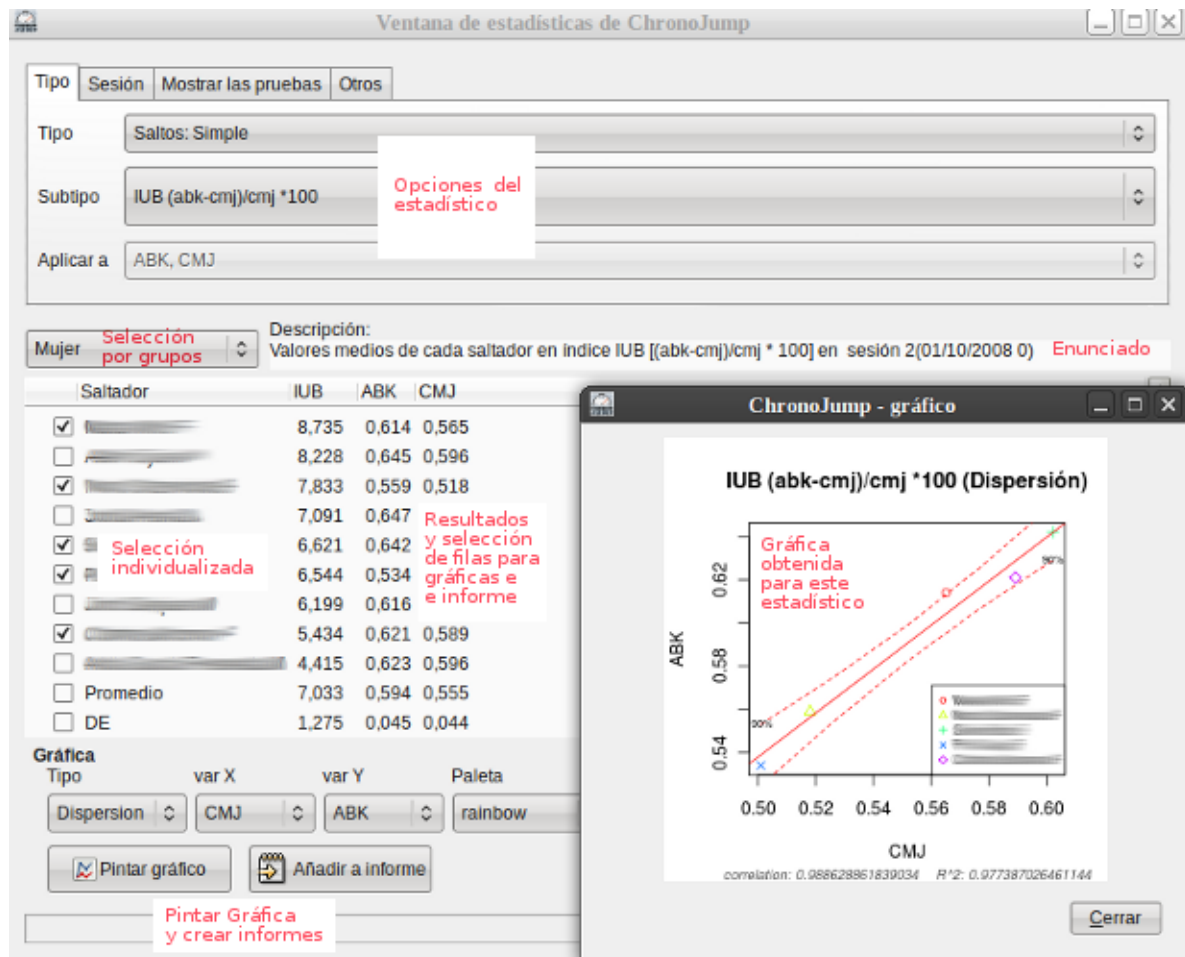 Ventana de estadísticas de ChronoJump
Tipo Sesión Mostrar las pruebas Otros
Tipo Saltos: Simple
Opciones del
estadístico
Subtipo IUB (abk-cmj)/cmj *100
Aplicar a ABK, CMJ
Mujer
Selección
por grupos
Descripción:
Valores medios de cada saltador en índice IUB [(abk-cmj)/cmj * 100] en sesión 2(01/10/2008 0)
Enunciado
Saltador IUB ABK CMJ
8,735 0,614 0,565
8,228 0,645 0,596
7,833 0,559 0,518
7,091 0,647
6,621 0,642
6,544 0,534
6,199 0,616
5,434 0,621 0,589
4,415 0,623 0,596
Promedio 7,033 0,594 0,555
DE 1,275 0,045 0,044
Selección
individualizada
Resultados
y selección
de filas para
gráficas e
e informe
Gráfica
Tipo var X var Y Paleta
Dispersion CMJ ABK rainbow
Pintar gráfico Añadir a informe
Pintar Gráfica
y crear informes
ChronoJump - gráfico
IUB (abk-cmj)/cmj *100 (Dispersión)
Gráfica
obtenida
para este
estadístico
90%
90%
ABK
0.54 0.58 0.62
0.50 0.52 0.54 0.56 0.58 0.60
CMJ
correlation: 0.988628861839034 R^2: 0.977387026461144
Cerrar